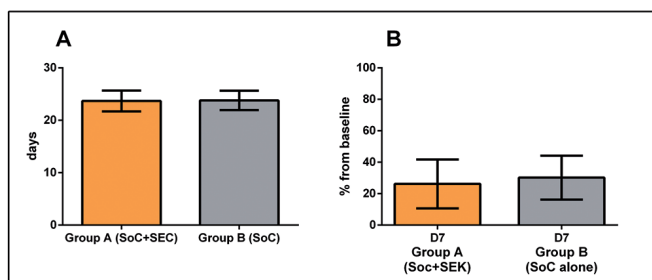 A
30
20
10
0
days
Group A (SoC+SEC)
Group B (SoC)
B
100
80
60
40
20
0
% from baseline
D7
Group A
(Soc+SEK)
D7
Group B
(SoC alone)